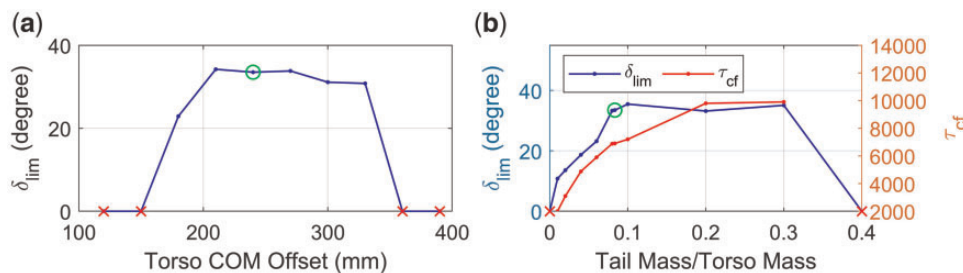 (a)
40
20
0
δlim (degree)
100
200
300
400
Torso COM Offset (mm)
(b)
δlim
τcf
40
20
0
δlim (degree)
14000
12000
10000
8000
6000
4000
2000
τcf
0
0.1
0.2
0.3
0.4
Tail Mass/Torso Mass